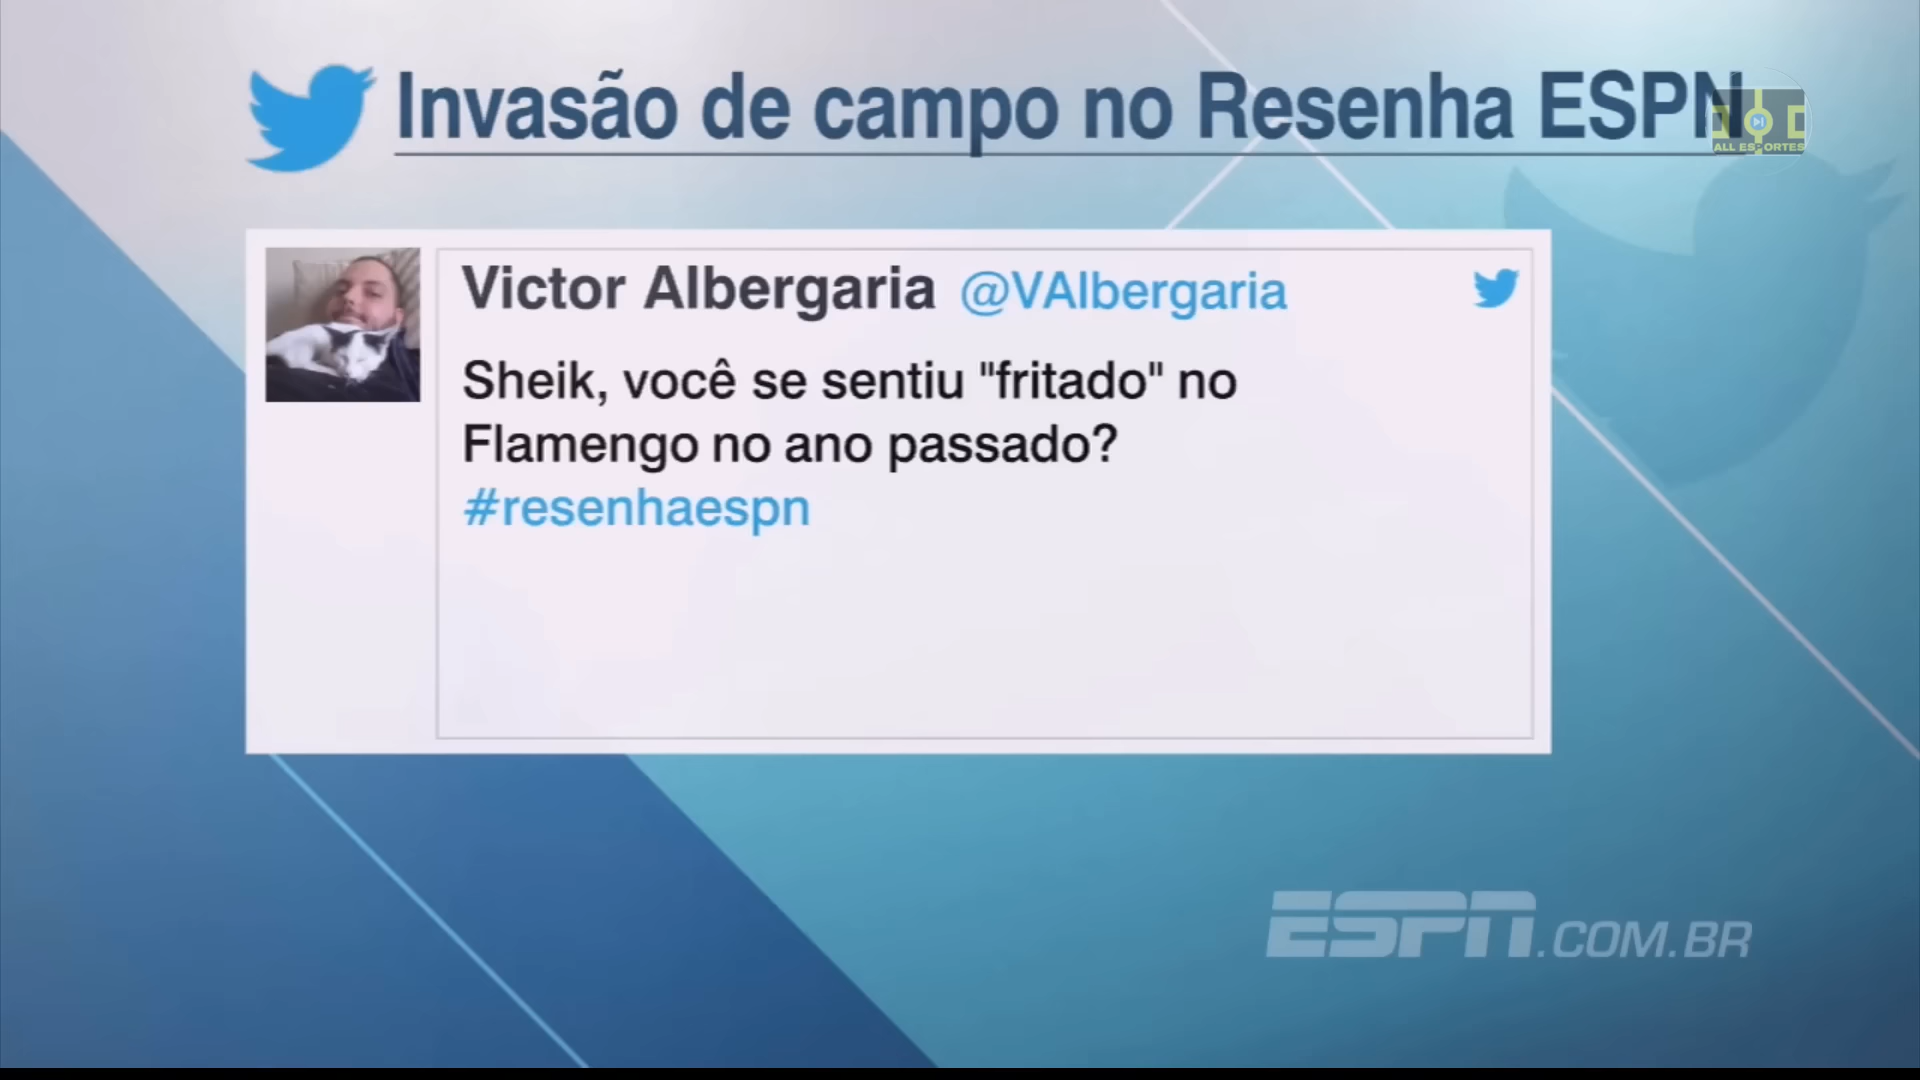 Invasão de campo no Resenha ESPN
ALL ESPORTES
Victor Albergaria @VAlbergaria
Sheik, você se sentiu "fritado" no
Flamengo no ano passado?
#resenhaespn
ESPN.COM.BR